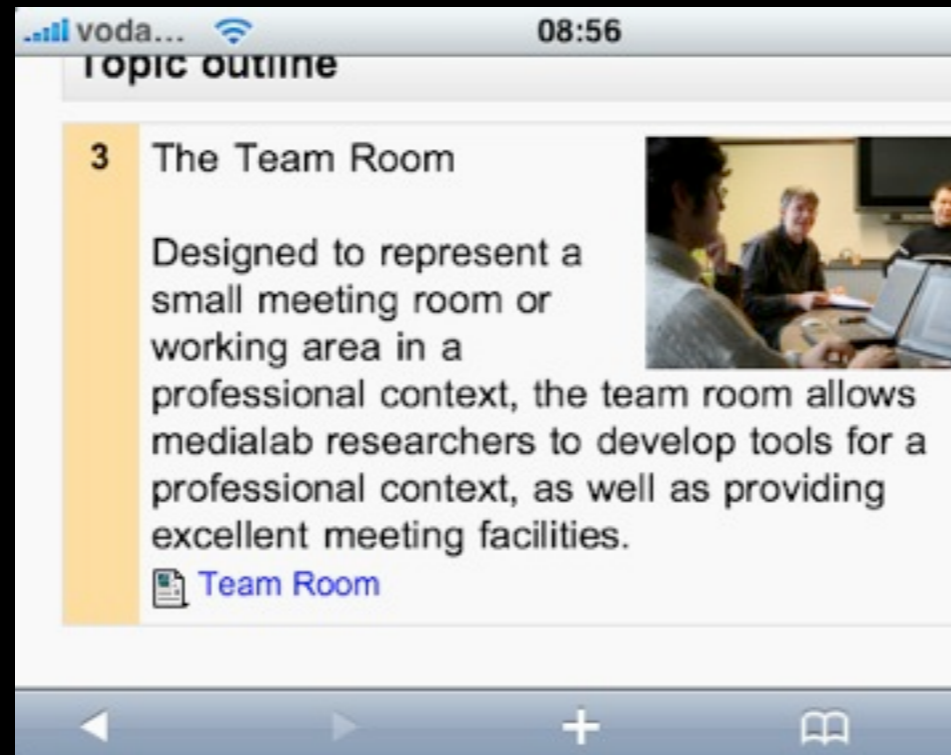 voda... 08:56
Topic outline
3 The Team Room
Designed to represent a
small meeting room or
working area in a
professional context, the team room allows
medialab researchers to develop tools for a
professional context, as well as providing
excellent meeting facilities.
Team Room